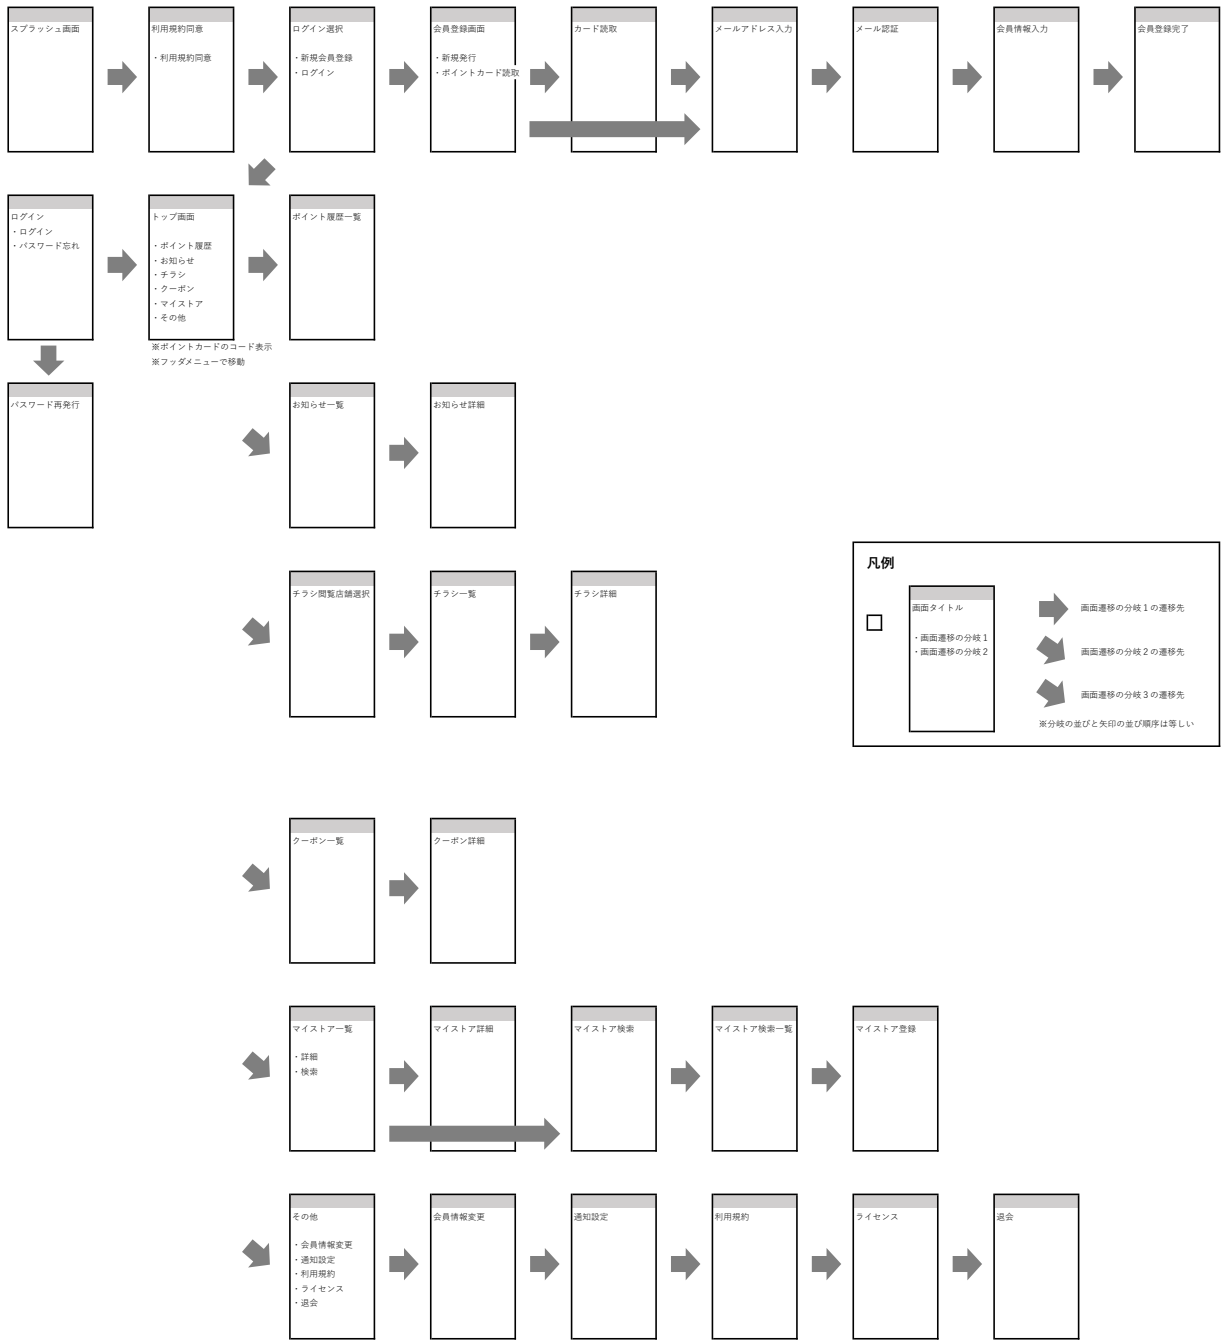 スプラッシュ画面
利用規約同意
・利用規約同意
ログイン選択
・新規会員登録
・ログイン
会員登録画面
・新規発行
・ポイントカード読取
カード読取
メールアドレス入力
メール認証
会員情報入力
会員登録完了
ログイン
・ログイン
・パスワード忘れ
トップ画面
・ポイント履歴
・お知らせ
・チラシ
・クーポン
・マイストア
・その他
※ポイントカードのコード表示
※フッダメニューで移動
ポイント履歴一覧
パスワード再発行
お知らせ一覧
お知らせ詳細
チラシ閲覧店舗選択
チラシ一覧
チラシ詳細
凡例
画面タイトル
・画面遷移の分岐1
・画面遷移の分岐2
画面遷移の分岐1の遷移先
画面遷移の分岐2の遷移先
画面遷移の分岐3の遷移先
※分岐の並びと矢印の並び順序は等しい
クーポン一覧
クーポン詳細
マイストア一覧
・詳細
・検索
マイストア詳細
マイストア検索
マイストア検索一覧
マイストア登録
その他
・会員情報変更
・通知設定
・利用規約
・ライセンス
・退会
会員情報変更
通知設定
利用規約
ライセンス
退会